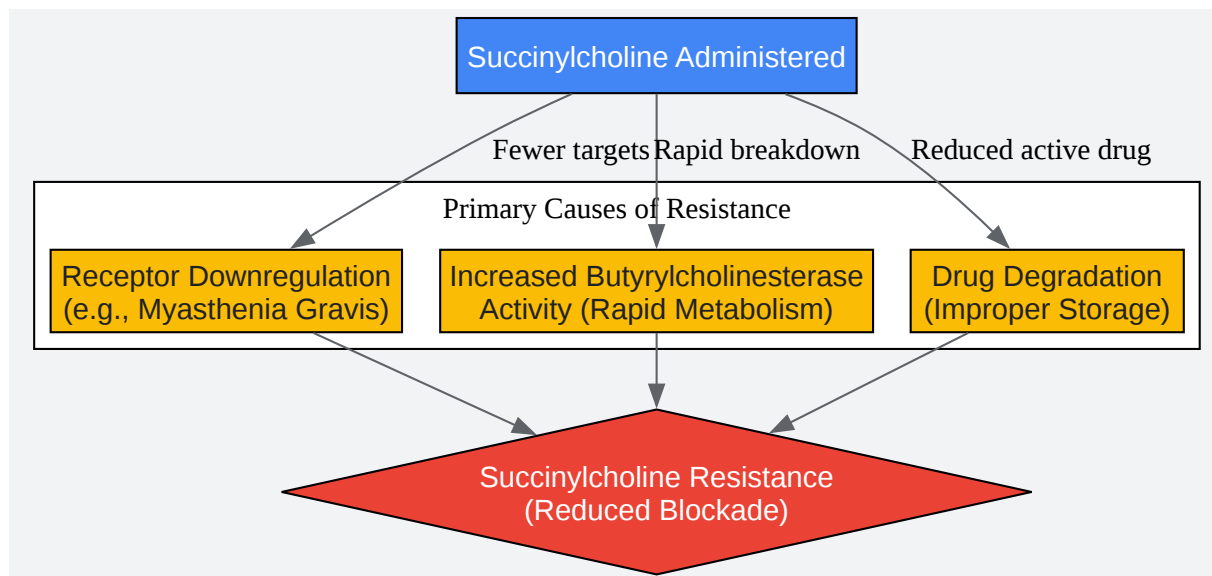 Succinylcholine Administered
Fewer targets
Rapid breakdown
Reduced active drug
Primary Causes of Resistance
Receptor Downregulation
(e.g., Myasthenia Gravis)
Increased Butyrylcholinesterase
Activity (Rapid Metabolism)
Drug Degradation
(Improper Storage)
Succinylcholine Resistance
(Reduced Blockade)